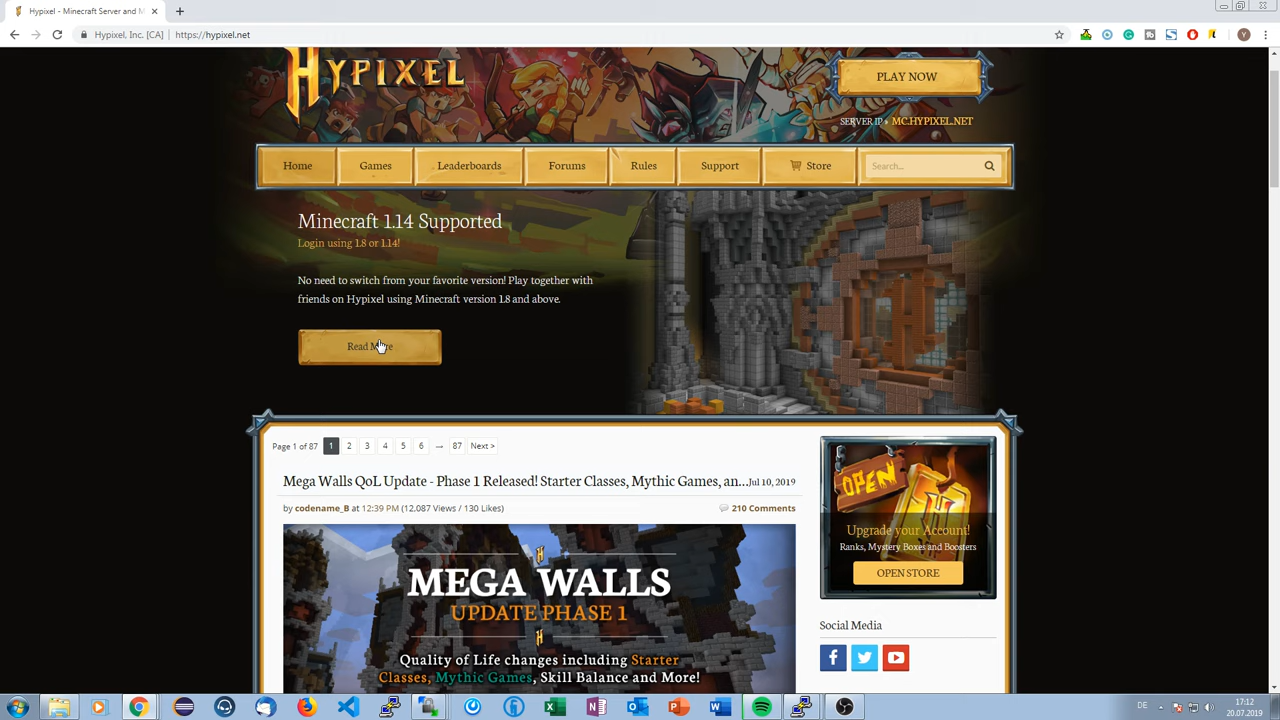 Hypixel - Minecraft Server and M
Hypixel, Inc. [CA] | https://hypixel.net
HYPIXEL
PLAY NOW
SERVER IP » MC.HYPIXEL.NET
Home Games Leaderboards Forums Rules Support Store Search...
Minecraft 1.14 Supported
Login using 1.8 or 1.14!
No need to switch from your favorite version! Play together with
friends on Hypixel using Minecraft version 1.8 and above.
Read More
Page 1 of 87 1 2 3 4 5 6 → 87 Next >
Mega Walls QoL Update - Phase 1 Released! Starter Classes, Mythic Games, an... Jul 10, 2019
by codename_B at 12:39 PM (12,087 Views / 130 Likes) 210 Comments
MEGA WALLS
UPDATE PHASE 1
Quality of Life changes including Starter
Classes, Mythic Games, Skill Balance and More!
OPEN
Upgrade your Account!
Ranks, Mystery Boxes and Boosters
OPEN STORE
Social Media
DE 17:12
20.07.2019